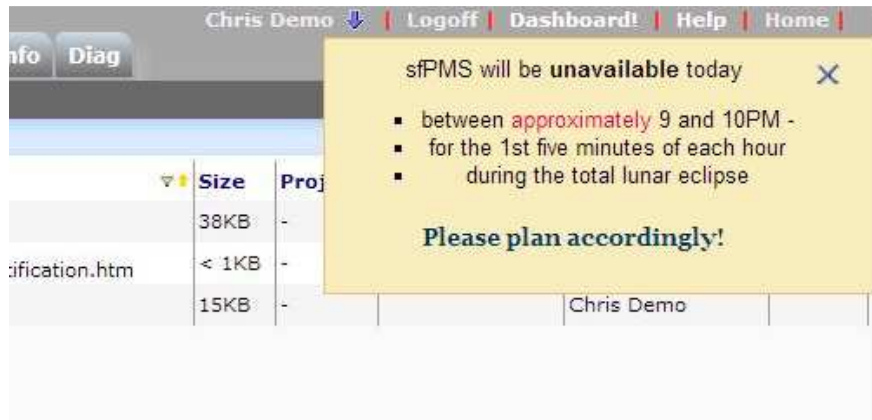 Chris Demo | Logoff | Dashboard! | Help | Home |
nfo Diag
sfPMS will be unavailable today
between approximately 9 and 10PM -
for the 1st five minutes of each hour
during the total lunar eclipse
Please plan accordingly!
Size Proj
38KB -
tification.htm < 1KB -
15KB - Chris Demo